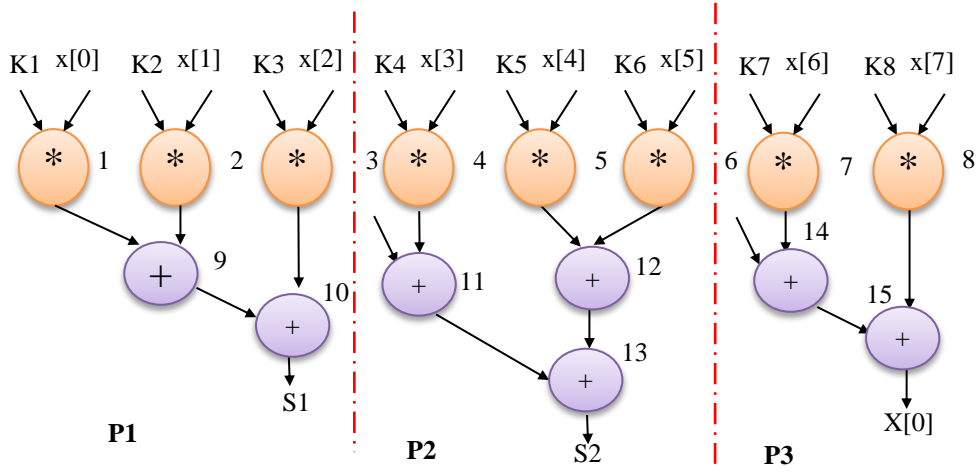 K1 x[0] K2 x[1] K3 x[2] K4 x[3] K5 x[4] K6 x[5] K7 x[6] K8 x[7]
* 1 * 2 * 3 * 4 * 5 * 6 * 7 * 8
+ 9 + 10 + 11 + 12 + 14
+ 13 + 15
S1 S2 X[0]
P1 P2 P3